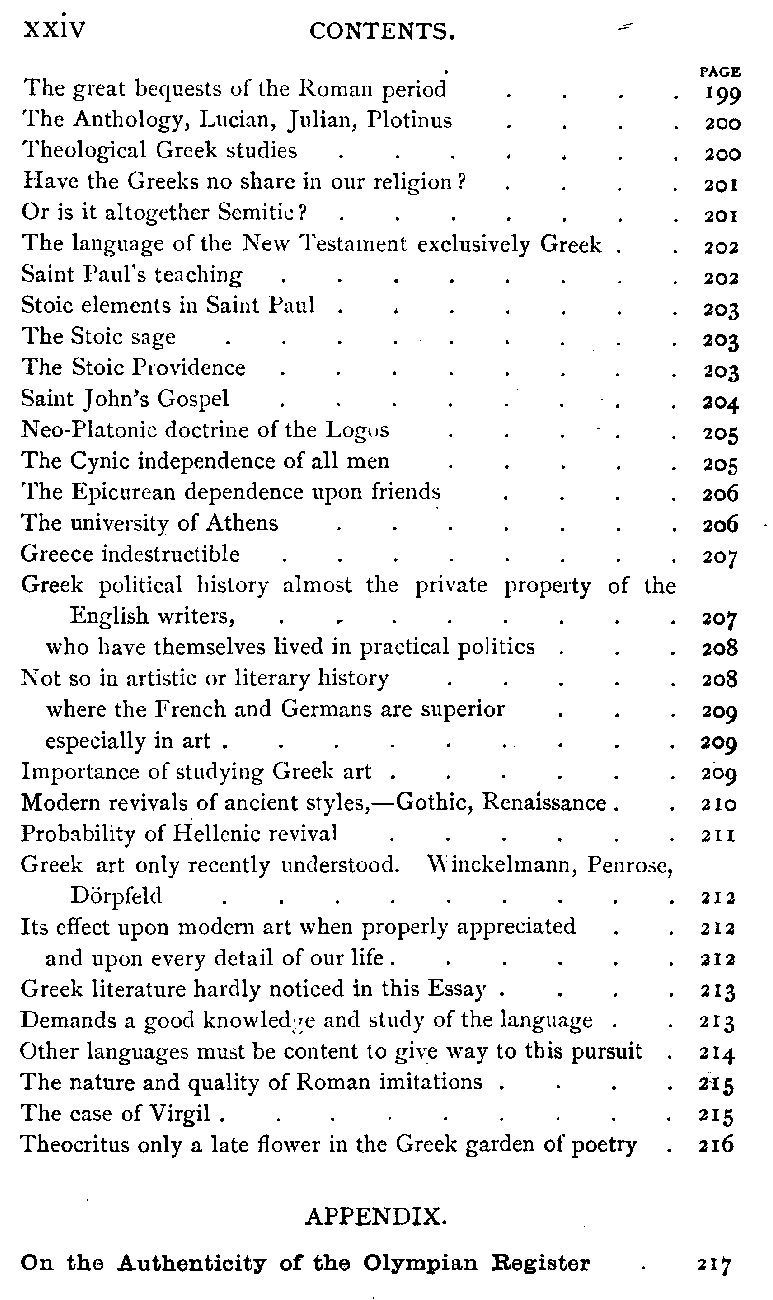 xxiv CONTENTS.
PAGE
The great bequests of the Roman period . . . . 199
The Anthology, Lucian, Julian, Plotinus . . . . 200
Theological Greek studies . . . . . . . 200
Have the Greeks no share in our religion? . . . . 201
Or is it altogether Semitic? . . . . . . . 201
The language of the New Testament exclusively Greek . . 202
Saint Paul's teaching . . . . . . . . 202
Stoic elements in Saint Paul . . . . . . . 203
The Stoic sage . . . . . . . . . 203
The Stoic Providence . . . . . . . . 203
Saint John's Gospel . . . . . . . . 204
Neo-Platonic doctrine of the Logos . . . . . 205
The Cynic independence of all men . . . . . 205
The Epicurean dependence upon friends . . . . 206
The university of Athens . . . . . . . 206
Greece indestructible . . . . . . . . 207
Greek political history almost the private property of the
English writers, . . . . . . . . 207
who have themselves lived in practical politics . . . 208
Not so in artistic or literary history . . . . . 208
where the French and Germans are superior . . . 209
especially in art . . . . . . . . . 209
Importance of studying Greek art . . . . . . 209
Modern revivals of ancient styles,—Gothic, Renaissance . . 210
Probability of Hellenic revival . . . . . . 211
Greek art only recently understood. Winckelmann, Penrose,
Dörpfeld . . . . . . . . . 212
Its effect upon modern art when properly appreciated . . 212
and upon every detail of our life . . . . . . 212
Greek literature hardly noticed in this Essay . . . . 213
Demands a good knowledge and study of the language . . 213
Other languages must be content to give way to this pursuit . 214
The nature and quality of Roman imitations . . . . 215
The case of Virgil . . . . . . . . . 215
Theocritus only a late flower in the Greek garden of poetry . 216
APPENDIX.
On the Authenticity of the Olympian Register . 217